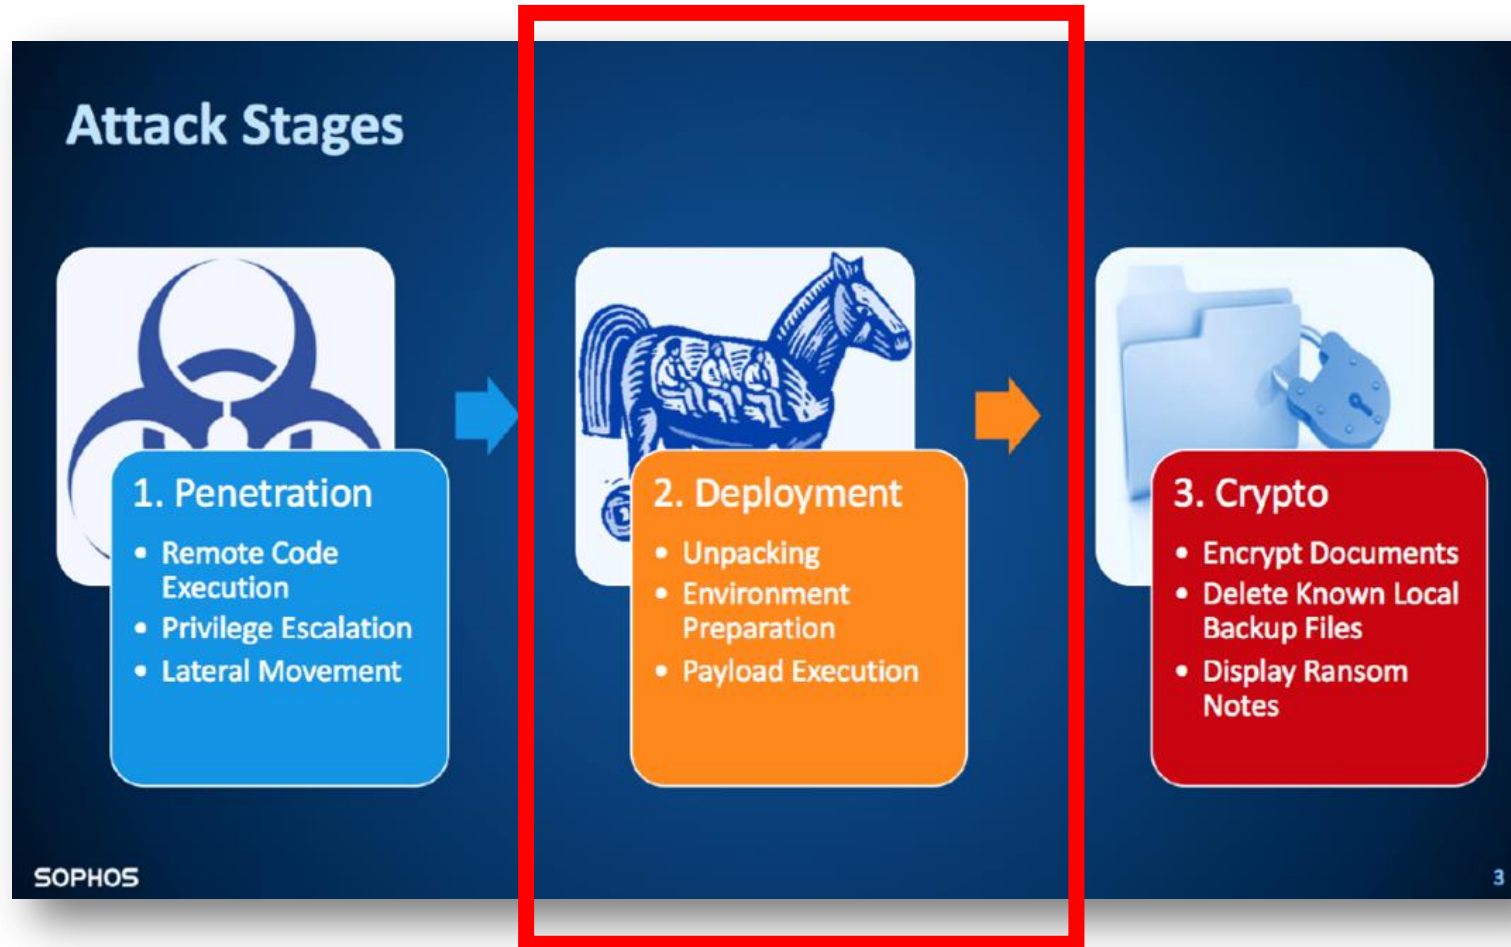 Attack Stages
1. Penetration
• Remote Code
Execution
• Privilege Escalation
• Lateral Movement
2. Deployment
• Unpacking
• Environment
Preparation
• Payload Execution
3. Crypto
• Encrypt Documents
• Delete Known Local
Backup Files
• Display Ransom
Notes
SOPHOS
3